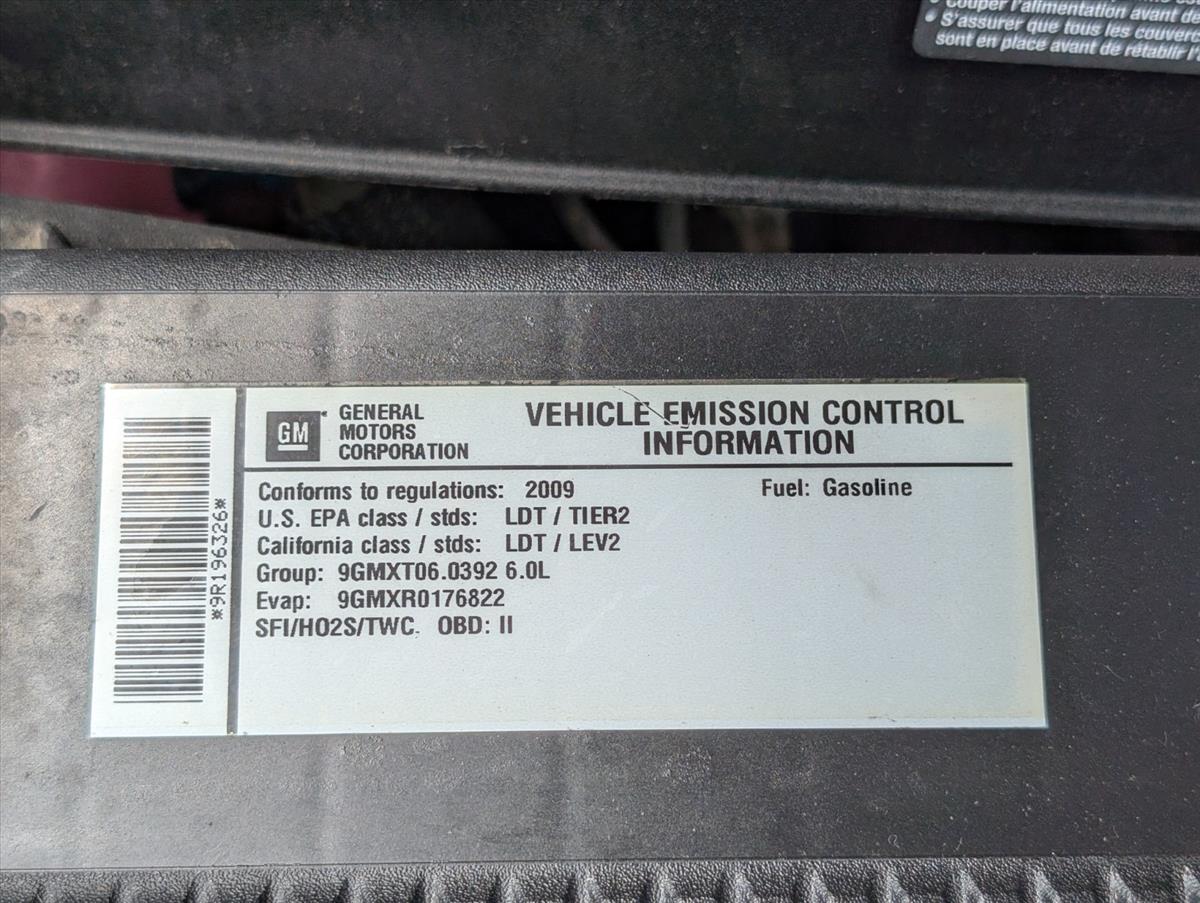 Couper l'alimentation avant de
• S'assurer que tous les couverc
sont en place avant de rétablir l'a
GM
GENERAL
MOTORS
CORPORATION
VEHICLE EMISSION CONTROL
INFORMATION
Conforms to regulations: 2009
Fuel: Gasoline
U.S. EPA class / stds: LDT / TIER2
California class / stds: LDT / LEV2
Group: 9GMXT06.0392 6.0L
Evap: 9GMXR0176822
SFI/HO2S/TWC. OBD: II
*9R196326*